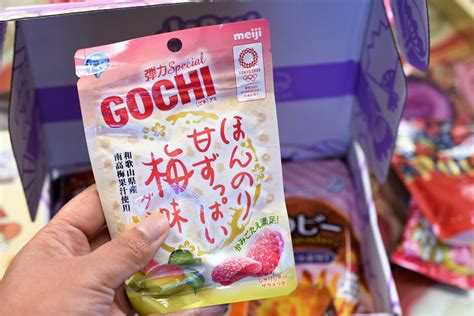 meiji
TOKYO 2020
弾力Special
GOCHI
ほんのり
甘ずっぱい
梅味
和歌山県産
南高梅果汁使用
かみごたえ満足!